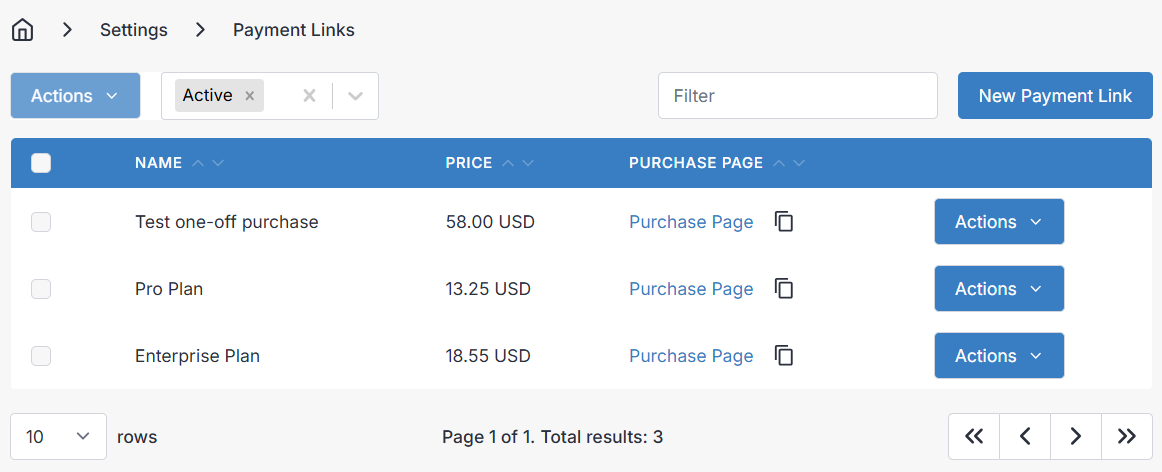 Settings Payment Links
Actions Active Filter New Payment Link
NAME PRICE PURCHASE PAGE
Test one-off purchase 58.00 USD Purchase Page Actions
Pro Plan 13.25 USD Purchase Page Actions
Enterprise Plan 18.55 USD Purchase Page Actions
10 rows Page 1 of 1. Total results: 3